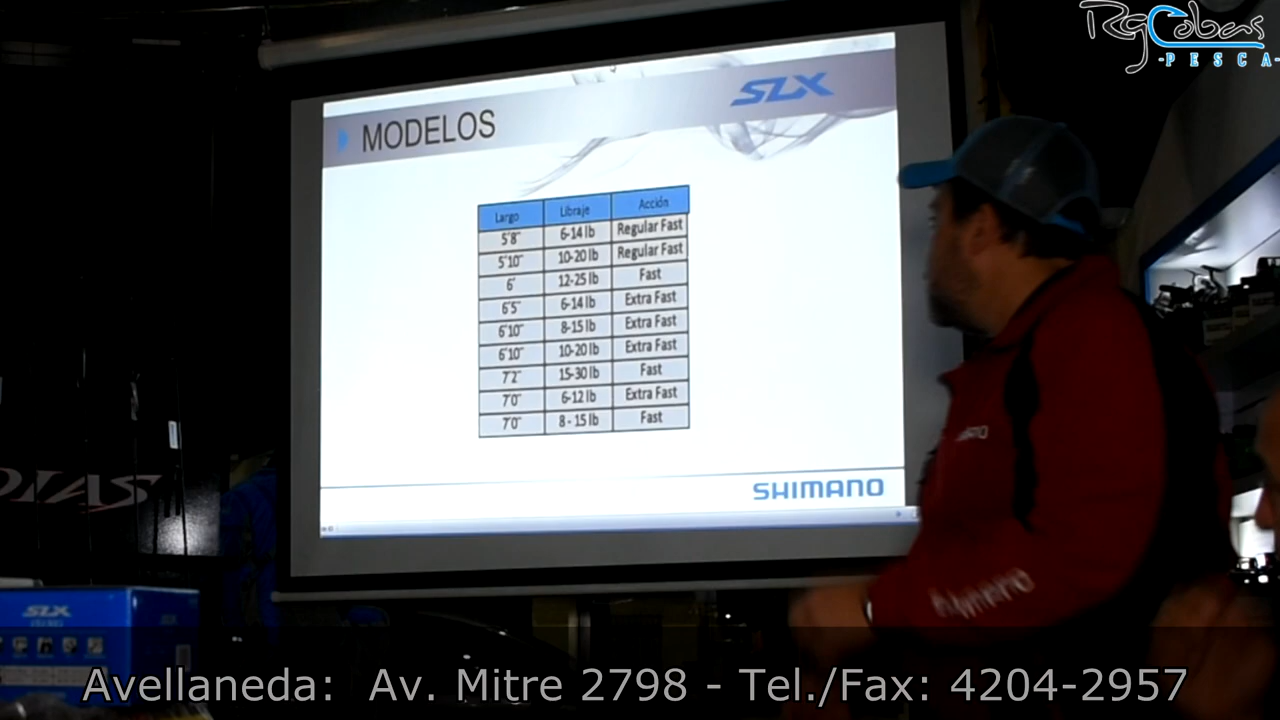 RgCobas
-PESCA-
SLX
MODELOS
Largo Libraje Acción
5'8" 6-14 lb Regular Fast
5'10" 10-20 lb Regular Fast
6' 12-25 lb Fast
6'5" 6-14 lb Extra Fast
6'10" 8-15 lb Extra Fast
6'10" 10-20 lb Extra Fast
7'2" 15-30 lb Fast
7'0" 6-12 lb Extra Fast
7'0" 8 - 15 lb Fast
SHIMANO
SLX
Avellaneda: Av. Mitre 2798 - Tel./Fax: 4204-2957